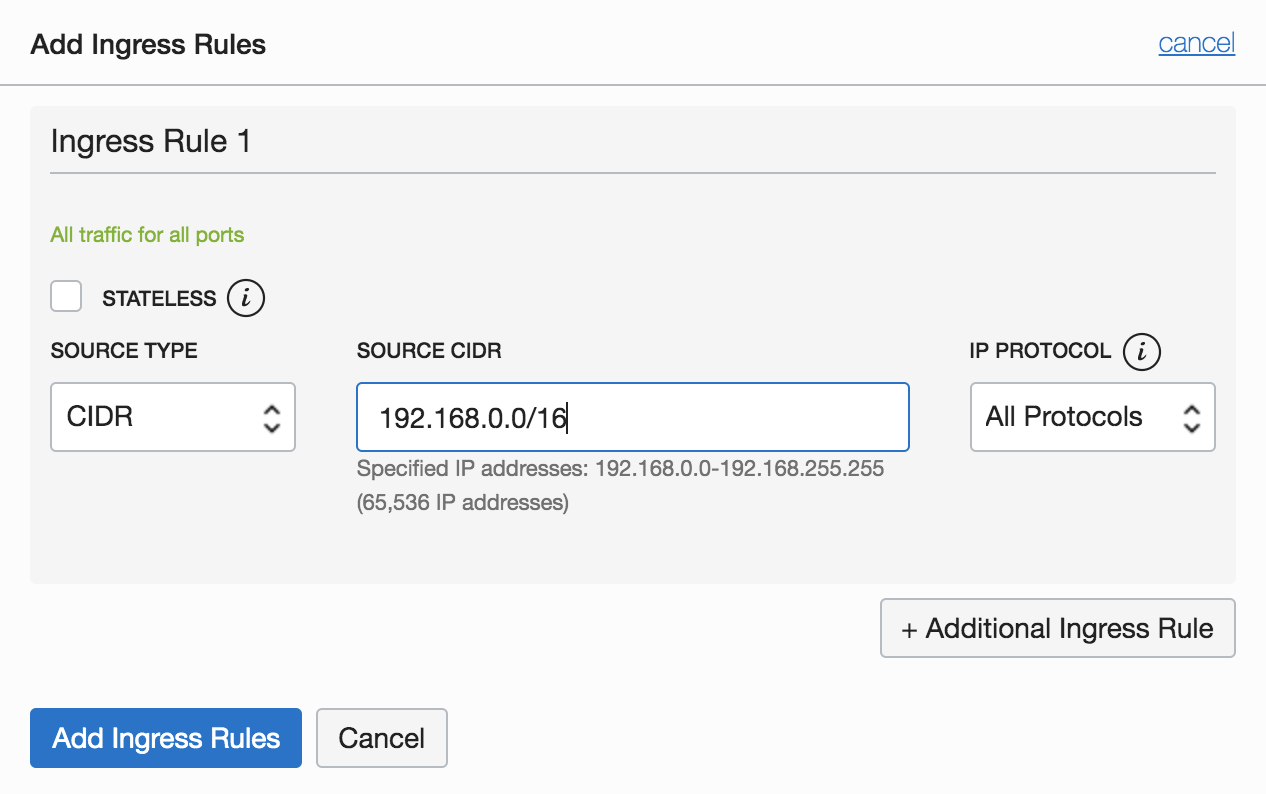 Add Ingress Rules
cancel
Ingress Rule 1
All traffic for all ports
STATELESS i
SOURCE TYPE
SOURCE CIDR
IP PROTOCOL i
CIDR
192.168.0.0/16
All Protocols
Specified IP addresses: 192.168.0.0-192.168.255.255
(65,536 IP addresses)
+ Additional Ingress Rule
Add Ingress Rules
Cancel